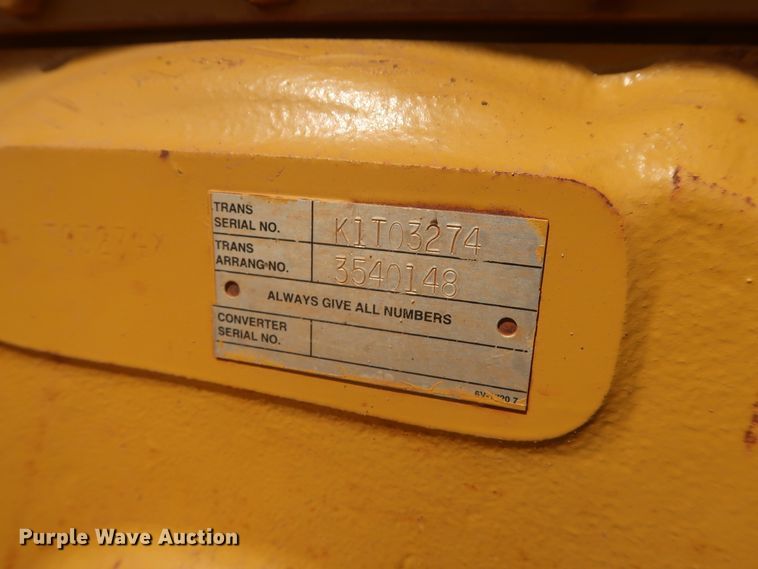 TRANS
SERIAL NO. K1T03274
TRANS
ARRANG NO. 3540148
ALWAYS GIVE ALL NUMBERS
CONVERTER
SERIAL NO.
Purple Wave Auction